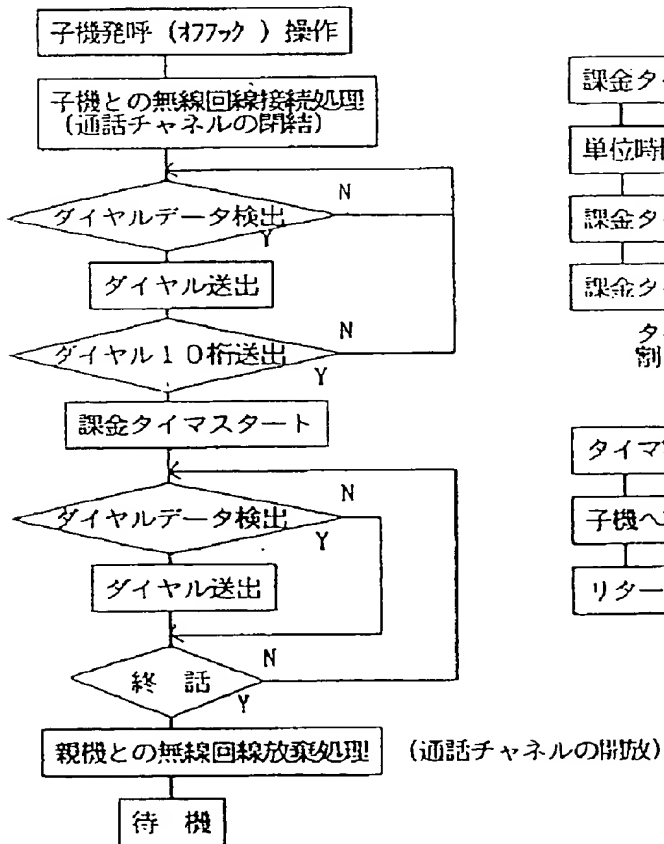 子機発呼(ｵﾌﾌｯｸ)操作
子機との無線回線接続処理
(通話チャネルの閉結)
N
ダイヤルデータ検出
Y
ダイヤル送出
N
ダイヤル10桁送出
Y
課金タイマスタート
N
ダイヤルデータ検出
Y
ダイヤル送出
N
終 話
Y
親機との無線回線放棄処理
(通話チャネルの開放)
待 機
課金タ
単位時
課金タ
課金タ
タ
割
タイマ
子機へ
リター